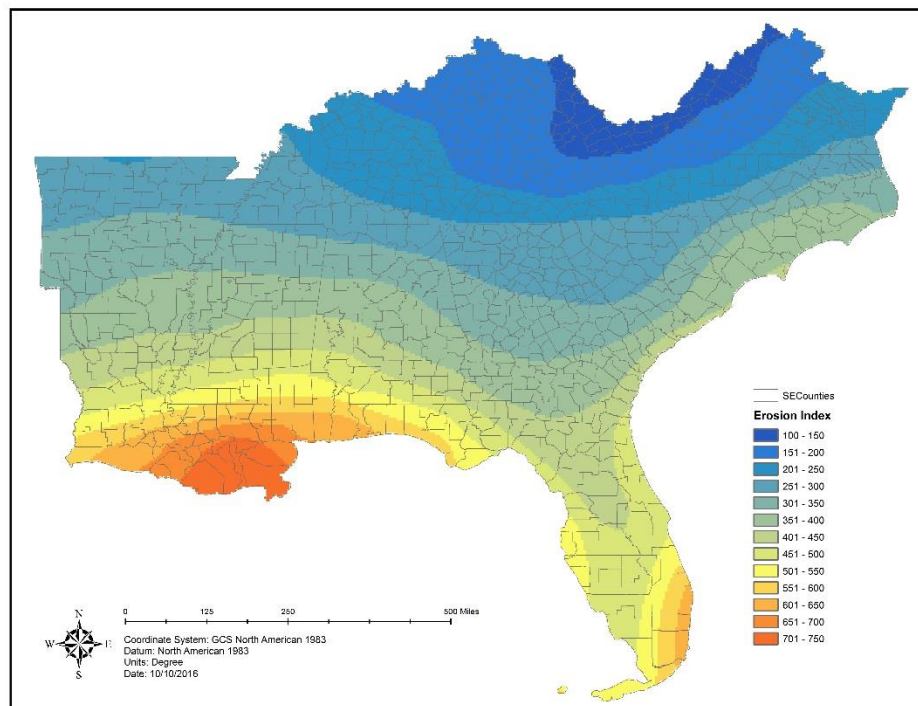 SECounties
Erosion Index
100 - 150
151 - 200
201 - 250
251 - 300
301 - 350
351 - 400
401 - 450
451 - 500
501 - 550
551 - 600
601 - 650
651 - 700
701 - 750
0 125 250 500 Miles
N
W E
S
Coordinate System: GCS North American 1983
Datum: North American 1983
Units: Degree
Date: 10/10/2016